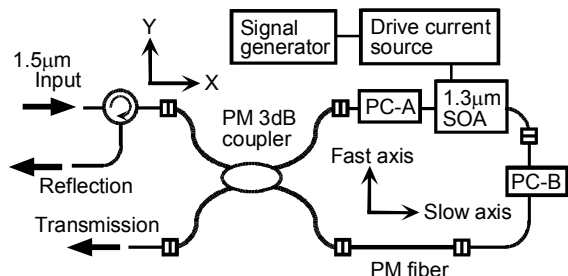 Signal
generator
Drive current
source
Y
X
1.5μm
Input
PM 3dB
coupler
PC-A
1.3μm
SOA
Reflection
Fast axis
Slow axis
PC-B
Transmission
PM fiber